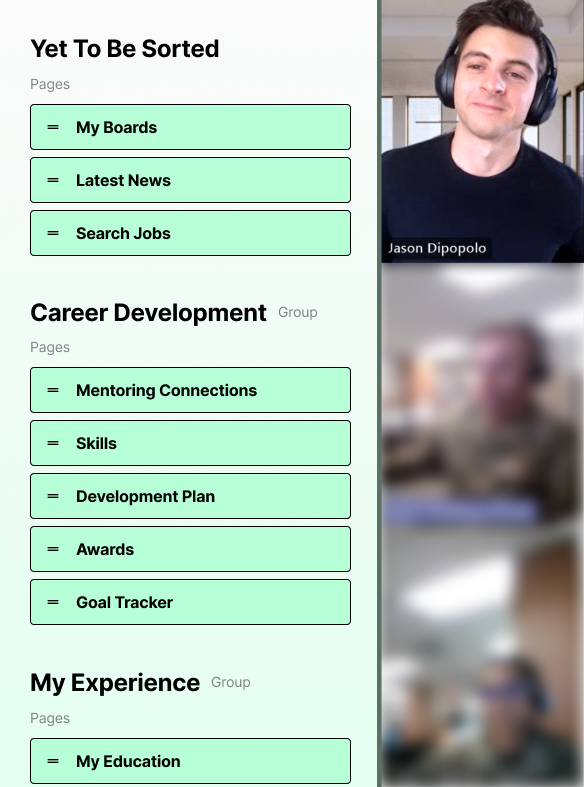 Yet To Be Sorted
Pages
My Boards
Latest News
Search Jobs
Career Development Group
Pages
Mentoring Connections
Skills
Development Plan
Awards
Goal Tracker
My Experience Group
Pages
My Education
Jason Dipopolo